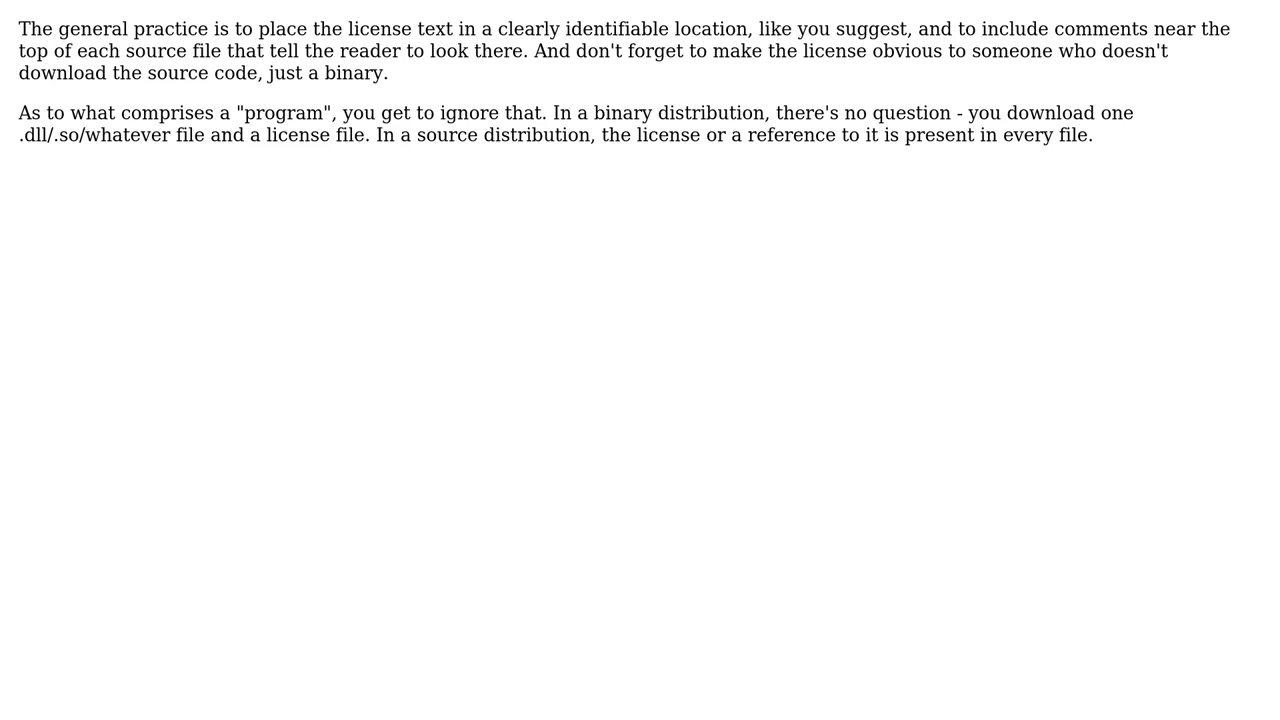 The general practice is to place the license text in a clearly identifiable location, like you suggest, and to include comments near the
top of each source file that tell the reader to look there. And don't forget to make the license obvious to someone who doesn't
download the source code, just a binary.
As to what comprises a "program", you get to ignore that. In a binary distribution, there's no question - you download one
.dll/.so/whatever file and a license file. In a source distribution, the license or a reference to it is present in every file.